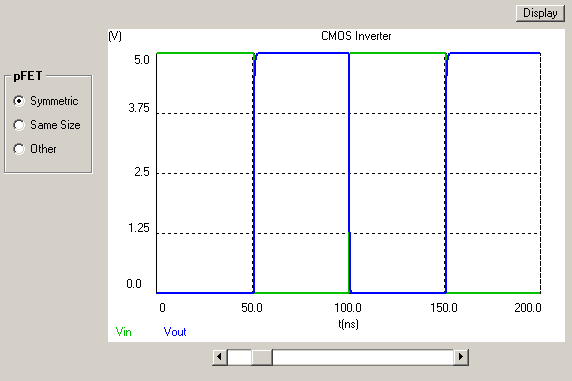 Display
(V) CMOS Inverter
5.0
pFET
Symmetric
3.75
Same Size
Other
2.5
1.25
0.0
0 50.0 100.0 150.0 200.0
t(ns)
Vin Vout